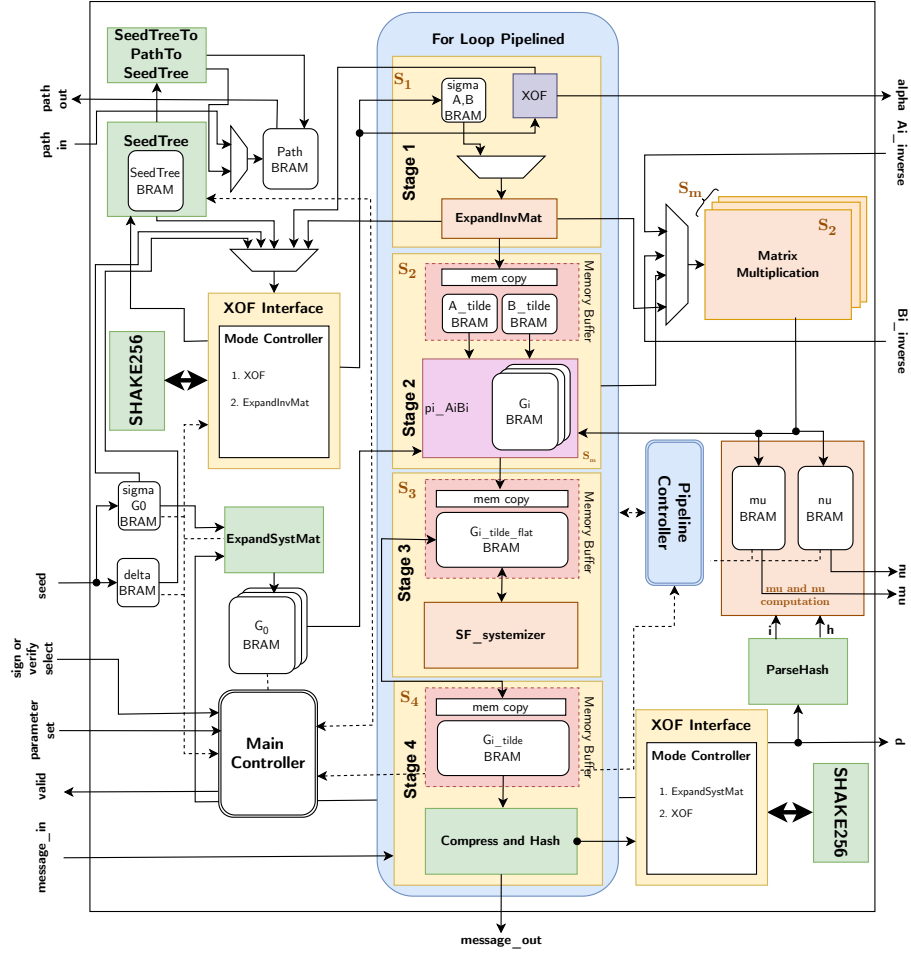 SeedTreeTo
PathTo
SeedTree
path
out
path
in
SeedTree
SeedTree
BRAM
Path
BRAM
For Loop Pipelined
S1
sigma
A,B
BRAM
XOF
Stage 1
ExpandInvMat
alpha
Ai_inverse
Sm
S2
Matrix
Multiplication
Bi_inverse
XOF Interface
Mode Controller
1. XOF
2. ExpandInvMat
SHAKE256
S2
mem copy
A_tilde
BRAM
B_tilde
BRAM
Memory Buffer
Stage 2
pi_AiBi
Gi
BRAM
Sm
sigma
G0
BRAM
ExpandSystMat
seed
delta
BRAM
G0
BRAM
S3
mem copy
Gi_tilde_flat
BRAM
Memory Buffer
Stage 3
SF_systemizer
Pipeline
Controller
mu
BRAM
nu
BRAM
mu and nu
computation
nu
mu
i
h
ParseHash
sign or
verify
select
parameter
set
valid
message_in
Main
Controller
S4
mem copy
Gi_tilde
BRAM
Memory Buffer
Stage 4
Compress and Hash
XOF Interface
Mode Controller
1. ExpandSystMat
2. XOF
SHAKE256
d
message_out